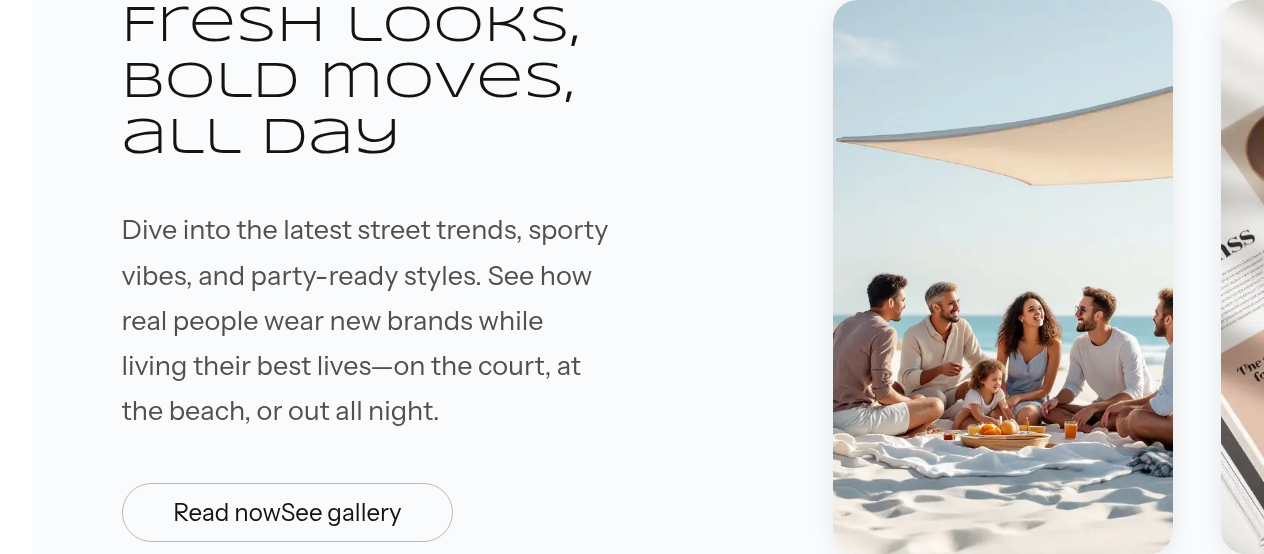 Fresh Looks,
Bold moves,
all day
Dive into the latest street trends, sporty
vibes, and party-ready styles. See how
real people wear new brands while
living their best lives—on the court, at
the beach, or out all night.
Read nowSee gallery